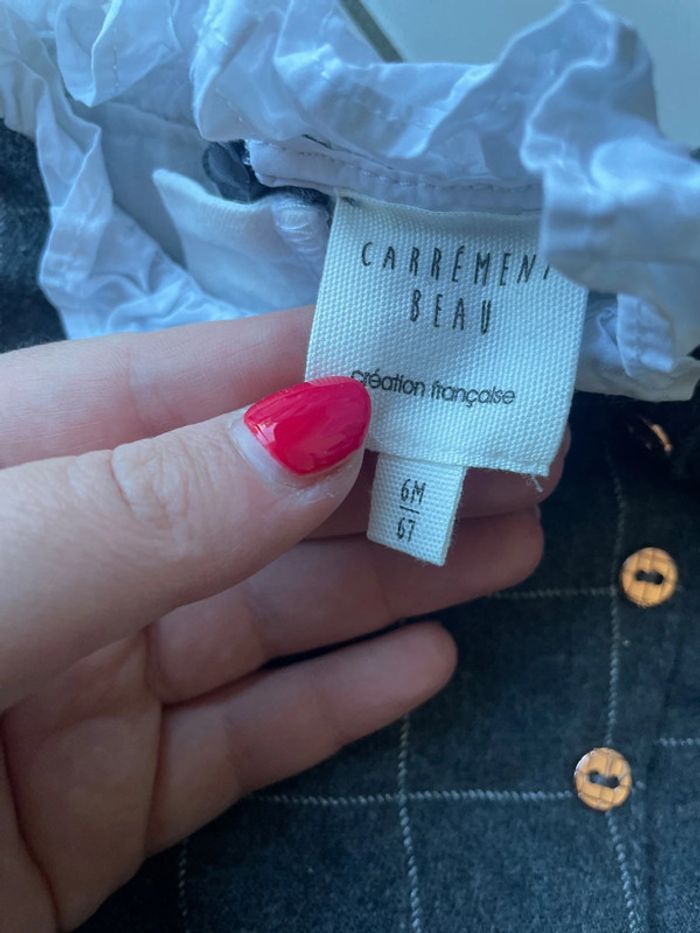 CARRÉMENT
BEAU
création française
6M
67